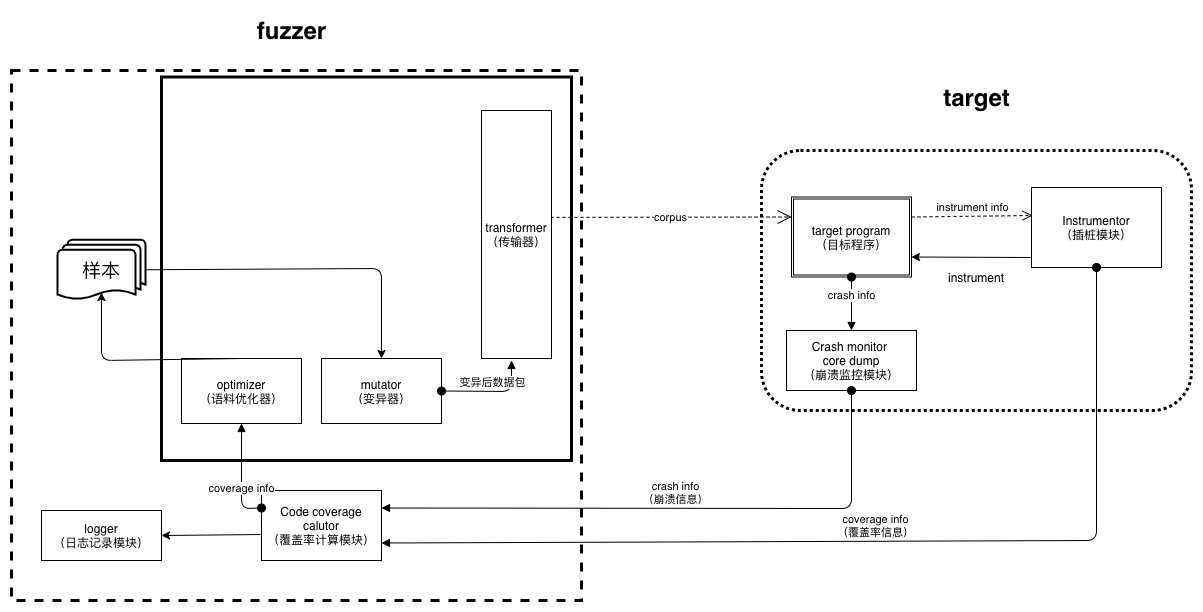 fuzzer
target
transformer
(传输器)
corpus
target program
(目标程序)
instrument info
Instrumentor
(插桩模块)
instrument
样本
crash info
Crash monitor
core dump
(崩溃监控模块)
optimizer
(语料优化器)
mutator
(变异器)
变异后数据包
coverage info
crash info
(崩溃信息)
Code coverage
calutor
(覆盖率计算模块)
logger
(日志记录模块)
coverage info
(覆盖率信息)